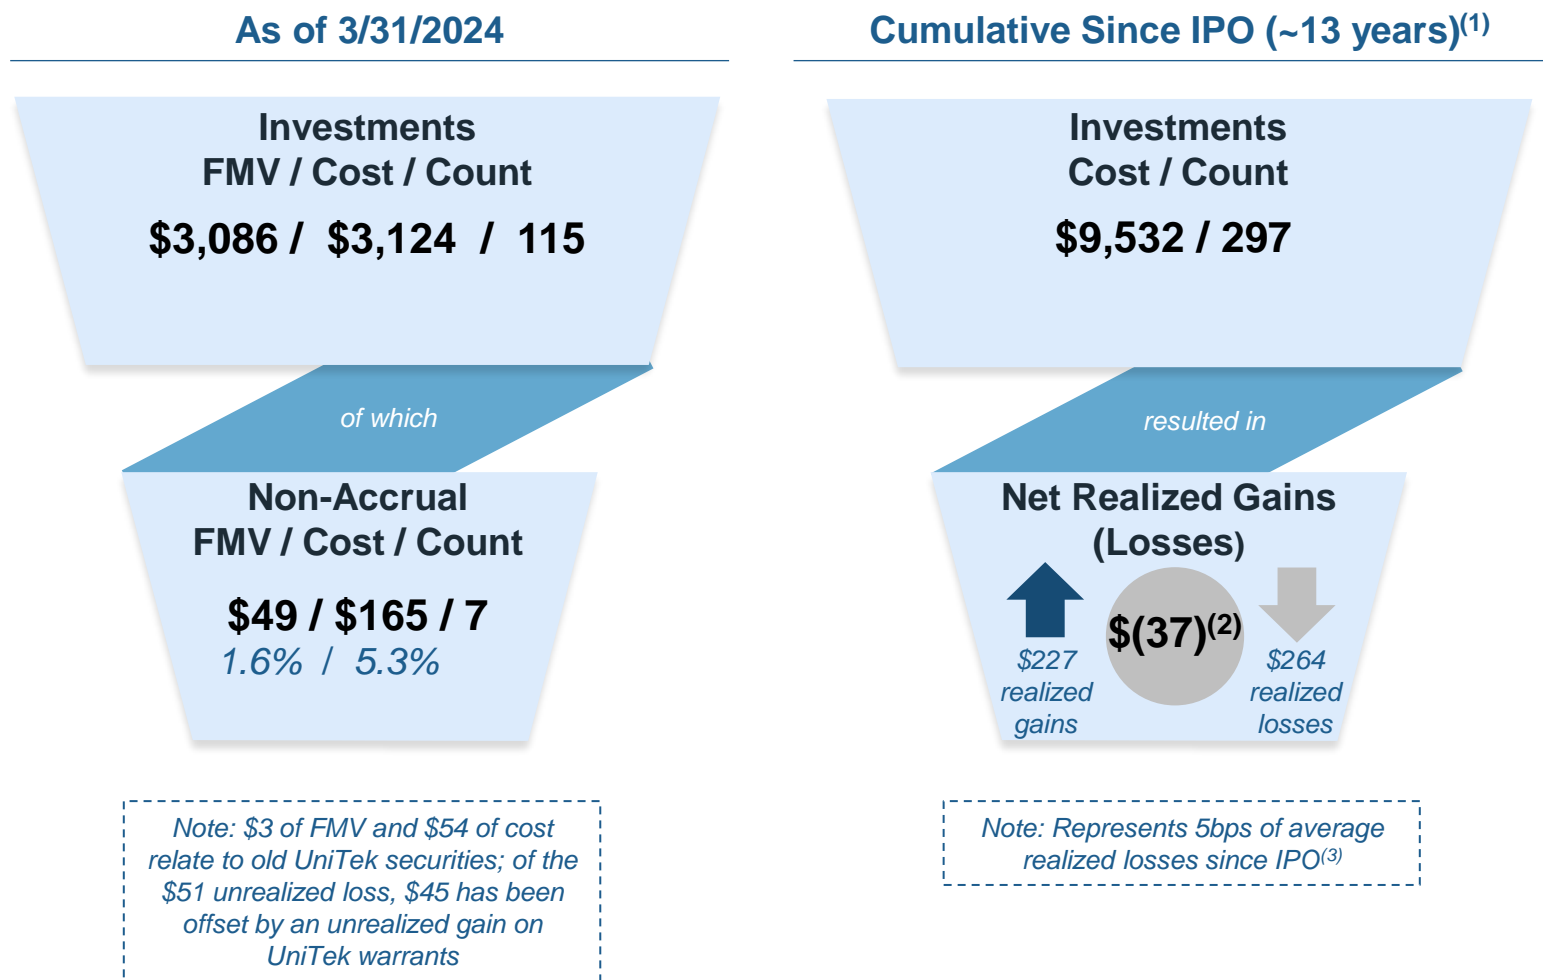 As of 3/31/2024
Investments
FMV / Cost / Count
$3,086 / $3,124 / 115
of which
Non-Accrual
FMV / Cost / Count
$49 / $165 / 7
1.6% / 5.3%
Note: $3 of FMV and $54 of cost
relate to old UniTek securities; of the
$51 unrealized loss, $45 has been
offset by an unrealized gain on
UniTek warrants
Cumulative Since IPO (~13 years)(1)
Investments
Cost / Count
$9,532 / 297
resulted in
Net Realized Gains
(Losses)
$227
realized
gains
$(37)(2)
$264
realized
losses
Note: Represents 5bps of average
realized losses since IPO(3)